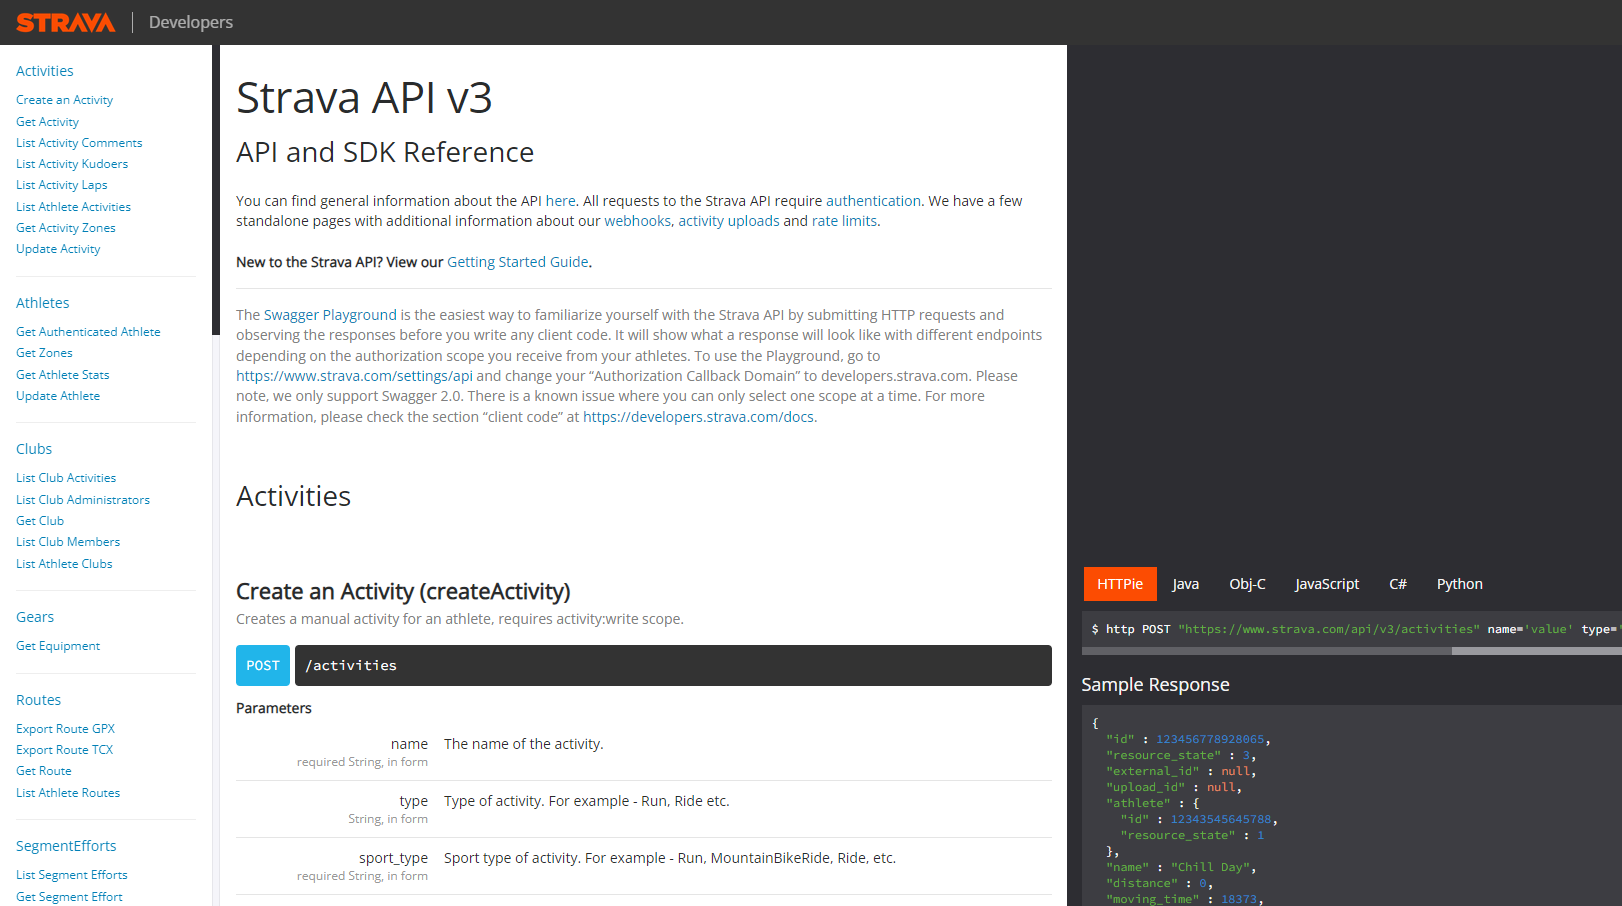 STRAVA | Developers
Activities
Create an Activity
Get Activity
List Activity Comments
List Activity Kudoers
List Activity Laps
List Athlete Activities
Get Activity Zones
Update Activity
Athletes
Get Authenticated Athlete
Get Zones
Get Athlete Stats
Update Athlete
Clubs
List Club Activities
List Club Administrators
Get Club
List Club Members
List Athlete Clubs
Gears
Get Equipment
Routes
Export Route GPX
Export Route TCX
Get Route
List Athlete Routes
SegmentEfforts
List Segment Efforts
Get Segment Effort
Strava API v3
API and SDK Reference
You can find general information about the API here. All requests to the Strava API require authentication. We have a few
standalone pages with additional information about our webhooks, activity uploads and rate limits.
New to the Strava API? View our Getting Started Guide.
The Swagger Playground is the easiest way to familiarize yourself with the Strava API by submitting HTTP requests and
observing the responses before you write any client code. It will show what a response will look like with different endpoints
depending on the authorization scope you receive from your athletes. To use the Playground, go to
https://www.strava.com/settings/api and change your “Authorization Callback Domain” to developers.strava.com. Please
note, we only support Swagger 2.0. There is a known issue where you can only select one scope at a time. For more
information, please check the section “client code” at https://developers.strava.com/docs.
Activities
Create an Activity (createActivity)
Creates a manual activity for an athlete, requires activity:write scope.
POST /activities
Parameters
name The name of the activity.
required String, in form
type Type of activity. For example - Run, Ride etc.
String, in form
sport_type Sport type of activity. For example - Run, MountainBikeRide, Ride, etc.
required String, in form
HTTPie Java Obj-C JavaScript C# Python
$ http POST "https://www.strava.com/api/v3/activities" name='value' type='
Sample Response
{
"id" : 123456778928065,
"resource_state" : 3,
"external_id" : null,
"upload_id" : null,
"athlete" : {
"id" : 12343545645788,
"resource_state" : 1
},
"name" : "Chill Day",
"distance" : 0,
"moving_time" : 18373,